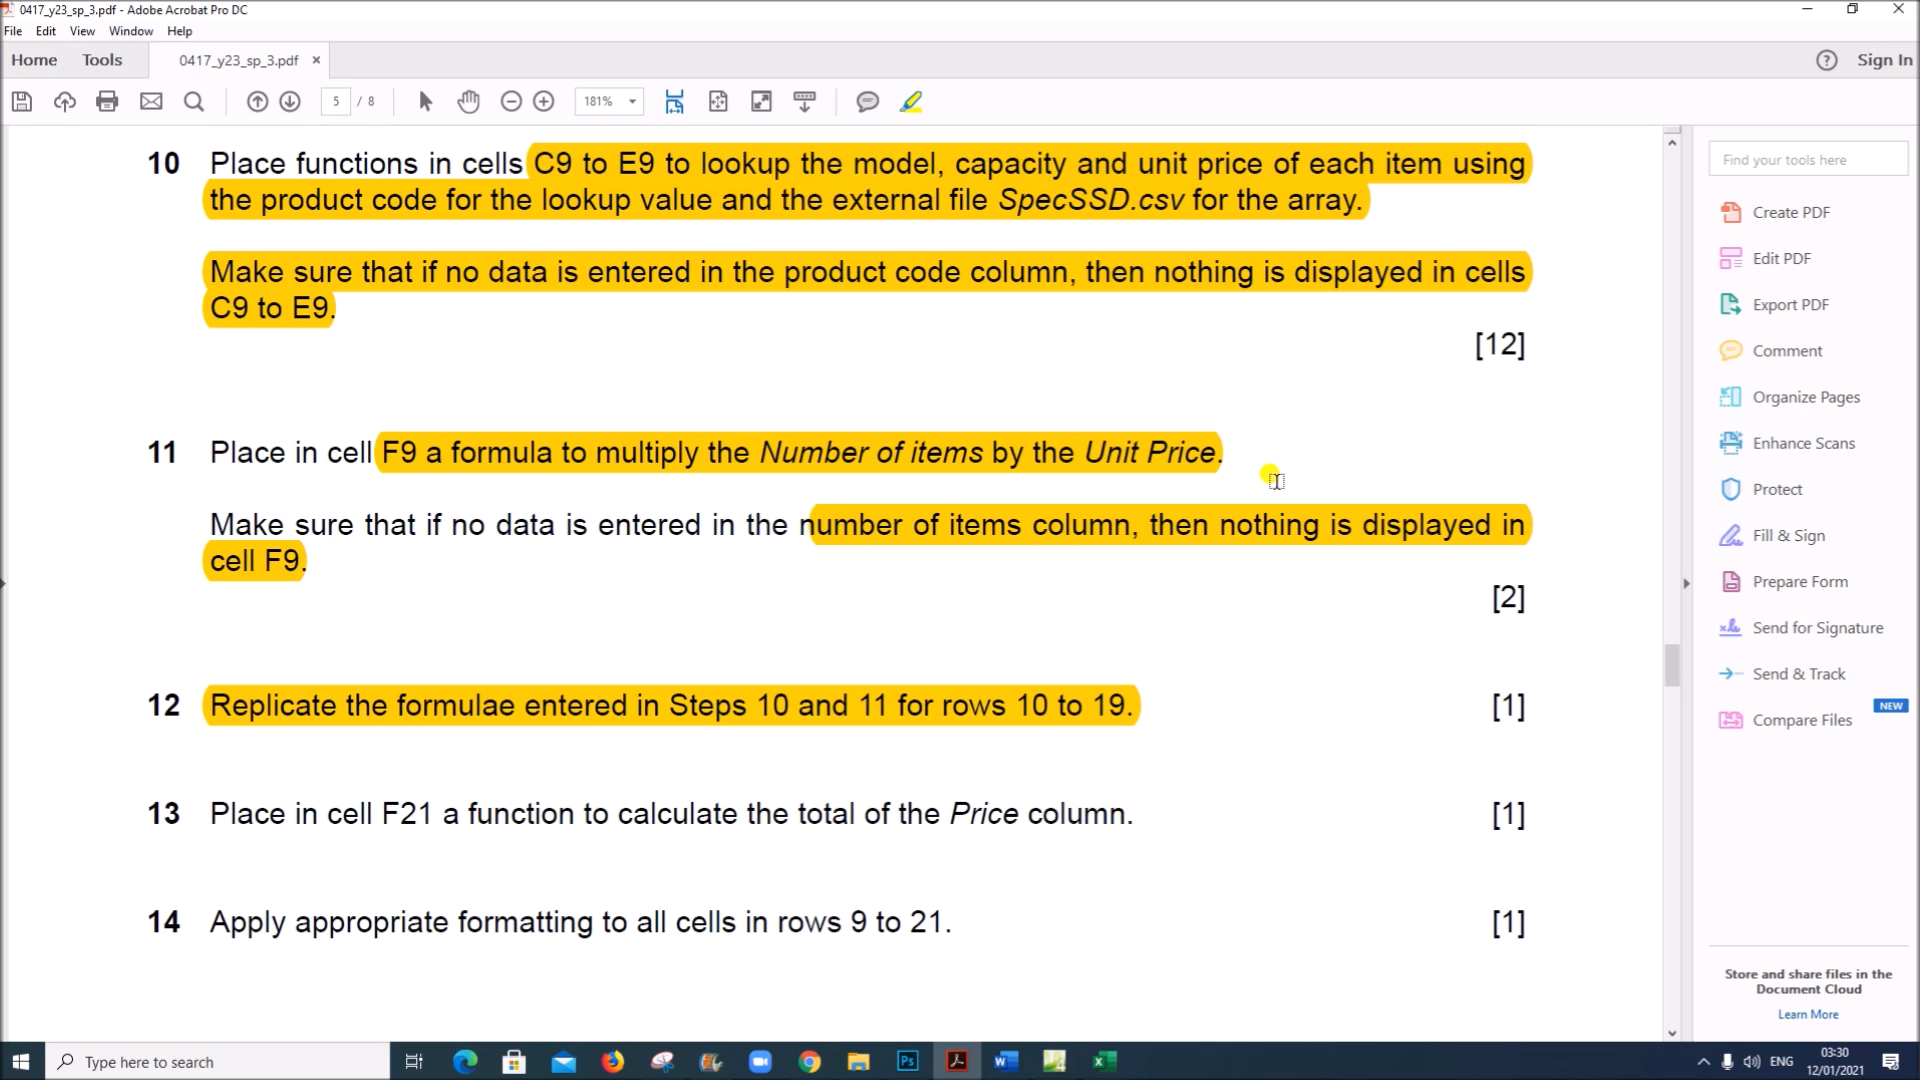 0417_y23_sp_3.pdf - Adobe Acrobat Pro DC
File Edit View Window Help
Home Tools 0417_y23_sp_3.pdf × Sign In
5 / 8 181%
10 Place functions in cells C9 to E9 to lookup the model, capacity and unit price of each item using
the product code for the lookup value and the external file SpecSSD.csv for the array.
Make sure that if no data is entered in the product code column, then nothing is displayed in cells
C9 to E9.
[12]
11 Place in cell F9 a formula to multiply the Number of items by the Unit Price.
Make sure that if no data is entered in the number of items column, then nothing is displayed in
cell F9.
[2]
12 Replicate the formulae entered in Steps 10 and 11 for rows 10 to 19. [1]
13 Place in cell F21 a function to calculate the total of the Price column. [1]
14 Apply appropriate formatting to all cells in rows 9 to 21. [1]
Find your tools here
Create PDF
Edit PDF
Export PDF
Comment
Organize Pages
Enhance Scans
Protect
Fill & Sign
Prepare Form
Send for Signature
Send & Track
Compare Files NEW
Store and share files in the
Document Cloud
Learn More
Type here to search
Ps
ENG
03:30
12/01/2021